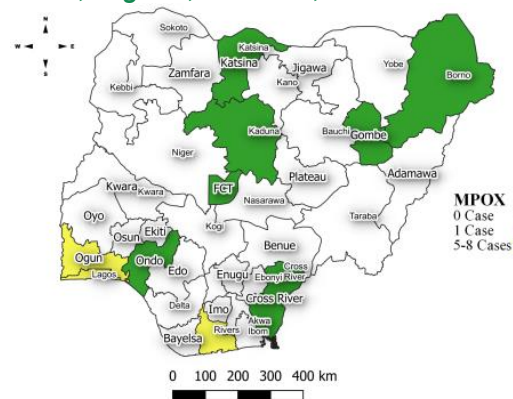 N
W
E
S
Sokoto
Katsina
Katsina
Jigawa
Zamfara
Kano
Yobe
Borno
Kebbi
Kaduna
Bauchi
Gombe
Niger
Adamawa
FCT
Plateau
Kwara
Kwara
Nasarawa
Taraba
Oyo
Kogi
Osun
Ekiti
Benue
Ogun
Ondo
Edo
Enugu
Ebonyi
Cross
River
Lagos
Cross River
Delta
Imo
Akwa
Ibom
Rivers
Bayelsa
MPOX
0 Case
1 Case
5-8 Cases
0 100 200 300 400 km